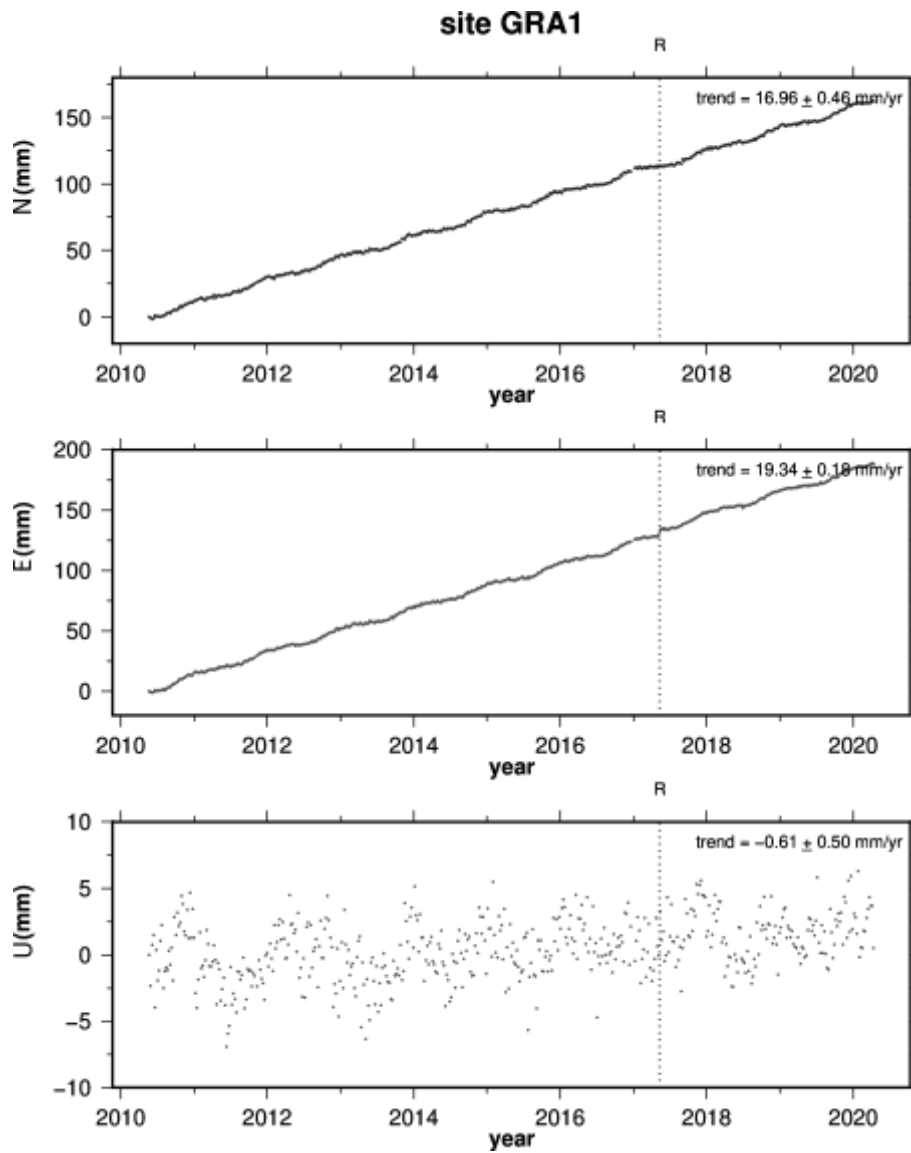 site GRA1
R
trend = 16.96 ± 0.46 mm/yr
N(mm)
150
100
50
0
2010 2012 2014 2016 2018 2020
year
R
trend = 19.34 ± 0.18 mm/yr
E(mm)
200
150
100
50
0
2010 2012 2014 2016 2018 2020
year
R
trend = −0.61 ± 0.50 mm/yr
U(mm)
10
5
0
−5
−10
2010 2012 2014 2016 2018 2020
year